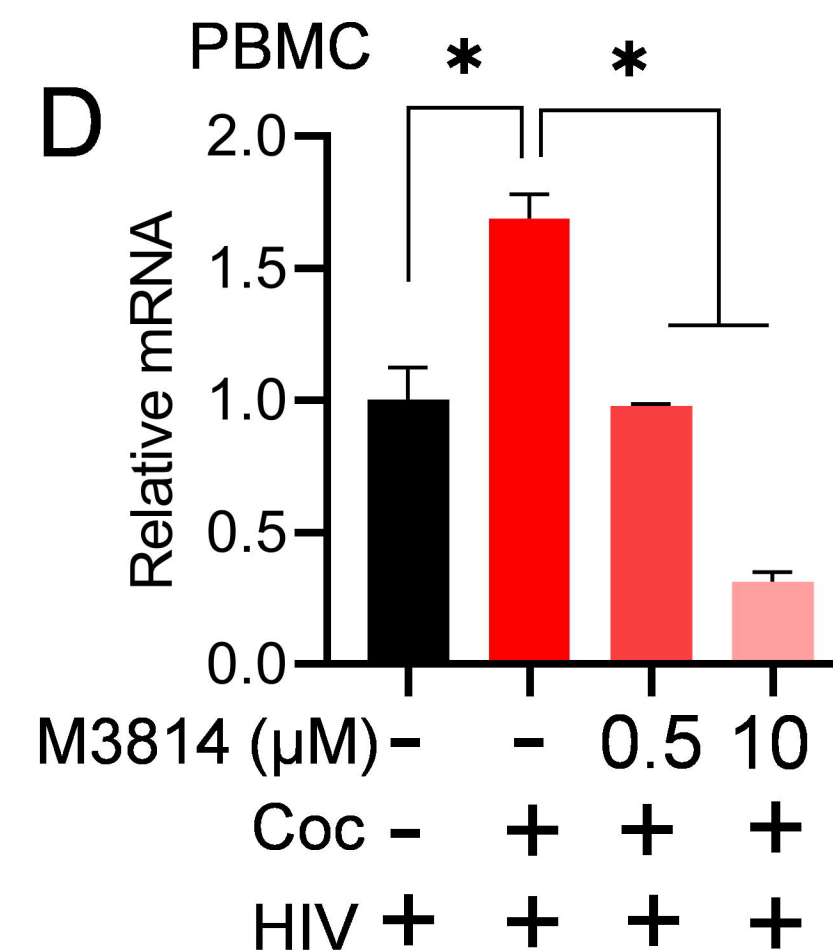 PBMC
* *
D
Relative mRNA
2.0
1.5
1.0
0.5
0.0
M3814 (μM) - - 0.5 10
Coc - + + +
HIV + + + +